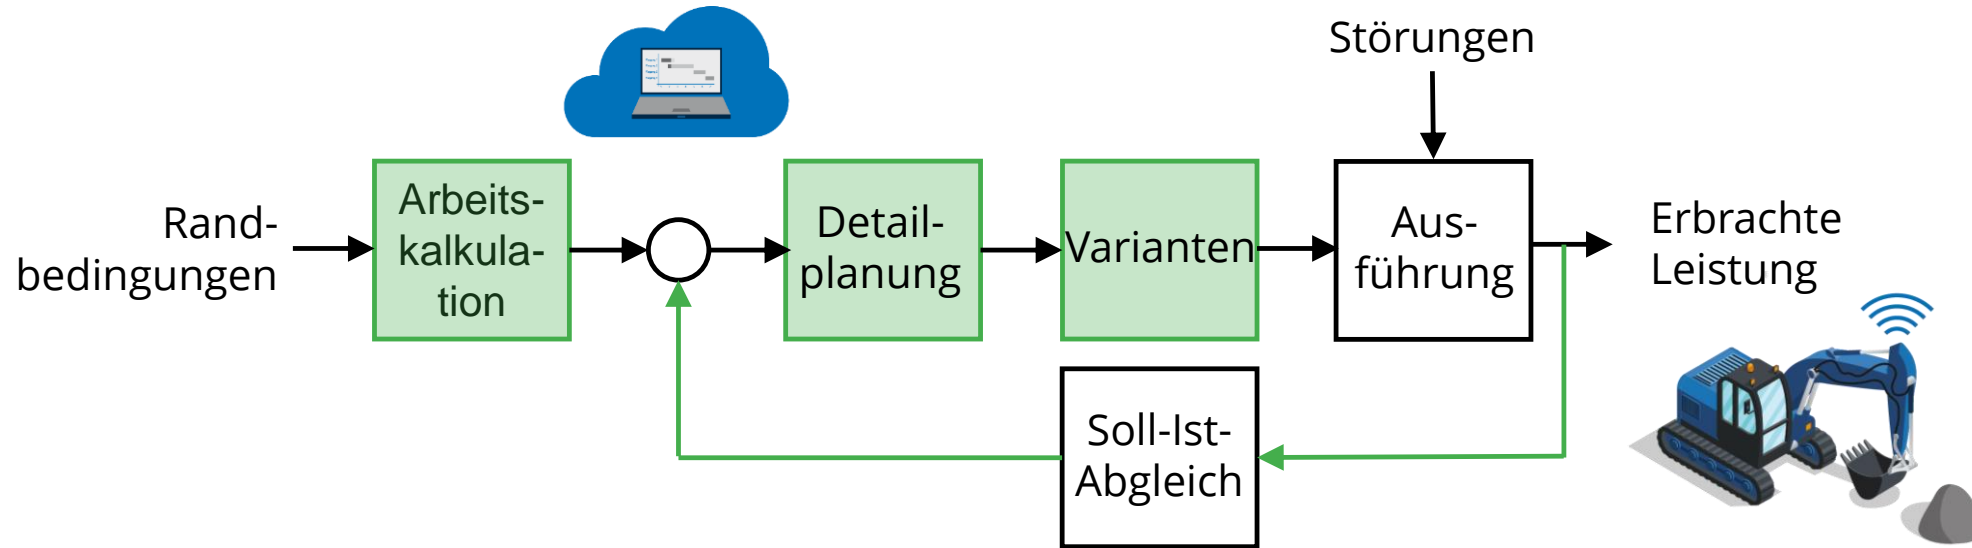 Störungen
Rand-
bedingungen
Arbeits-
kalkula-
tion
Detail-
planung
Varianten
Aus-
führung
Erbrachte
Leistung
Soll-Ist-
Abgleich